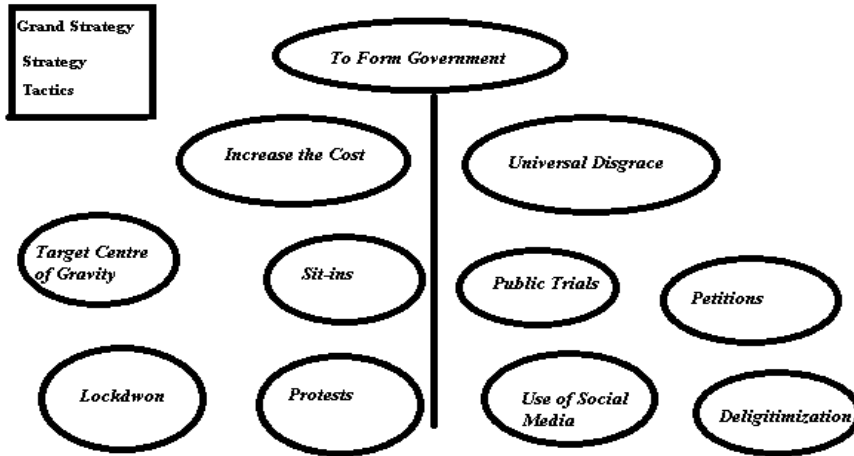 Grand Strategy
Strategy
Tactics
To Form Government
Increase the Cost
Universal Disgrace
Target Centre
of Gravity
Sit-ins
Public Trials
Petitions
Lockdwon
Protests
Use of Social
Media
Deligitimization